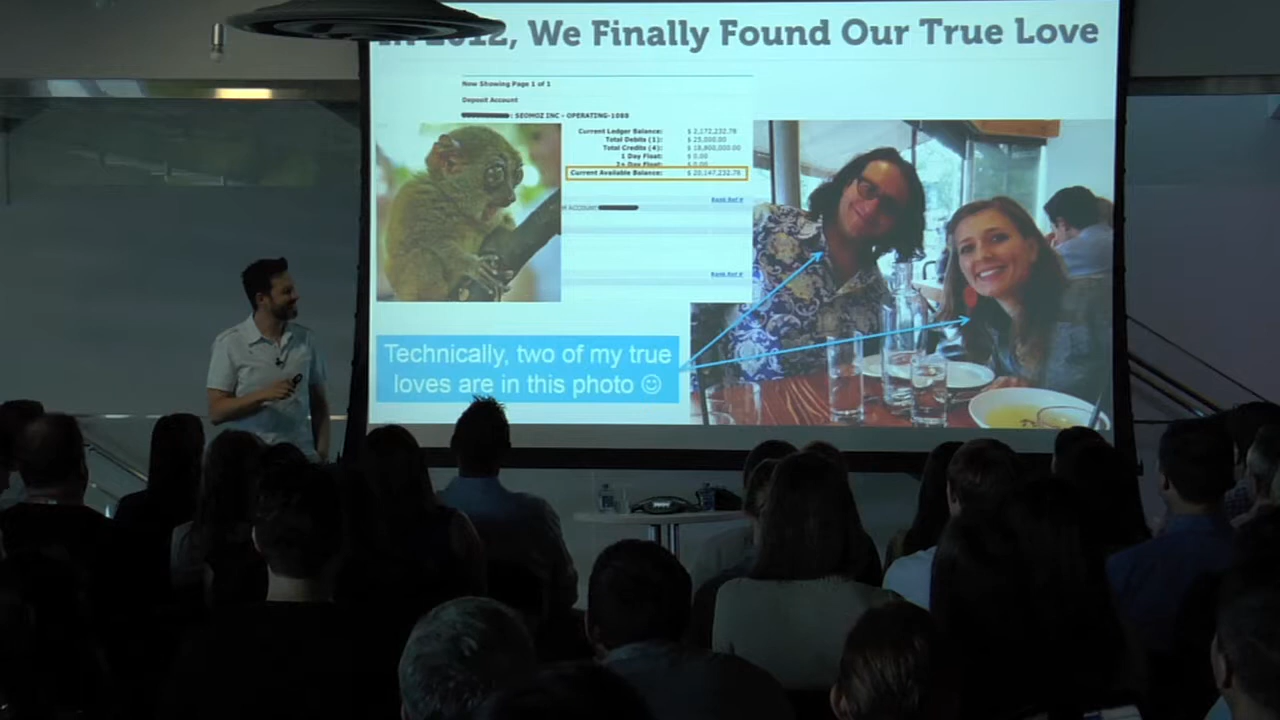 In 2012, We Finally Found Our True Love
Now Showing Page 1 of 1
Deposit Account
: SEOMOZ INC - OPERATING-1088
Current Ledger Balance: $ 2,172,232.76
Total Debits (1): $ 25,000.00
Total Credits (4): $ 18,000,000.00
1 Day Float: $ 0.00
2+ Day Float: $ 0.00
Current Available Balance: $ 20,147,232.76
Bank Ref #
ACCOUNT:
Bank Ref #
Technically, two of my true
loves are in this photo ☺